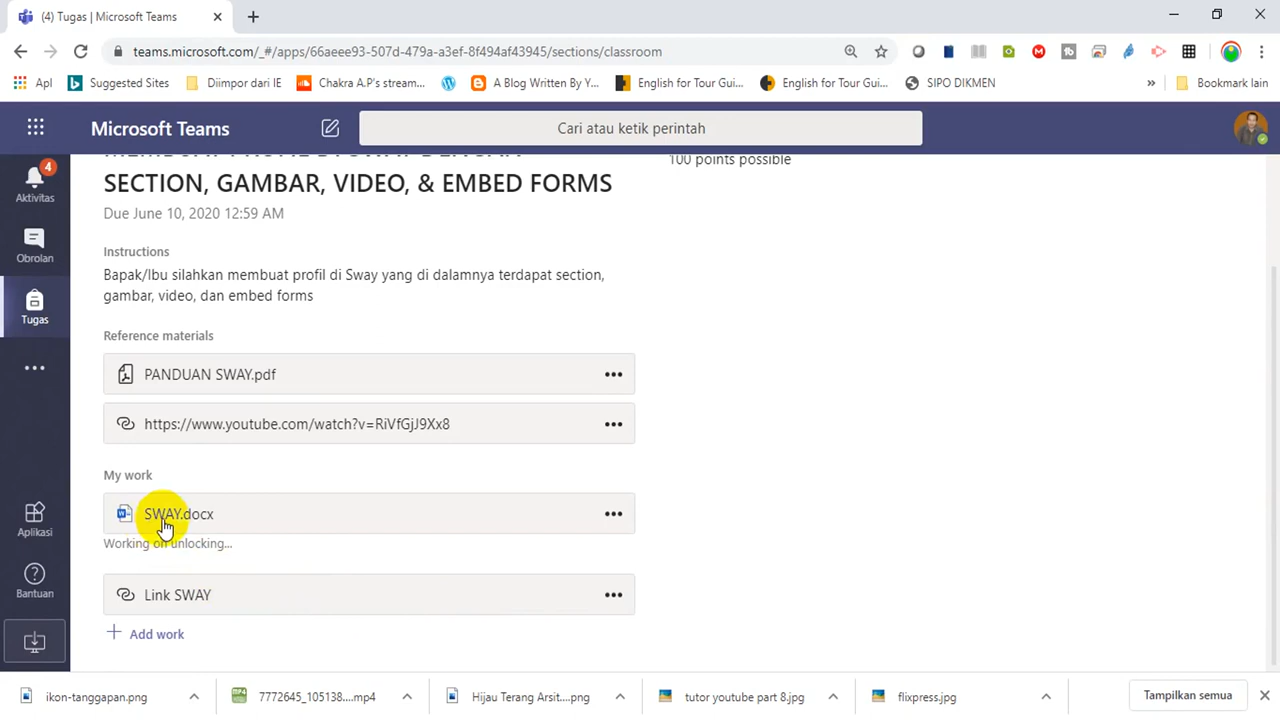 (4) Tugas | Microsoft Teams
teams.microsoft.com/_#/apps/66aeee93-507d-479a-a3ef-8f494af43945/sections/classroom
Apl
Suggested Sites
Diimpor dari IE
Chakra A.P's stream...
A Blog Written By Y...
English for Tour Gui...
English for Tour Gui...
SIPO DIKMEN
»
Bookmark lain
Microsoft Teams
Cari atau ketik perintah
4
Aktivitas
Obrolan
Tugas
Aplikasi
Bantuan
SECTION, GAMBAR, VIDEO, & EMBED FORMS
100 points possible
Due June 10, 2020 12:59 AM
Instructions
Bapak/Ibu silahkan membuat profil di Sway yang di dalamnya terdapat section,
gambar, video, dan embed forms
Reference materials
PANDUAN SWAY.pdf
https://www.youtube.com/watch?v=RiVfGjJ9Xx8
My work
SWAY.docx
Working on unlocking...
Link SWAY
Add work
ikon-tanggapan.png
7772645_105138....mp4
Hijau Terang Arsit....png
tutor youtube part 8.jpg
flixpress.jpg
Tampilkan semua